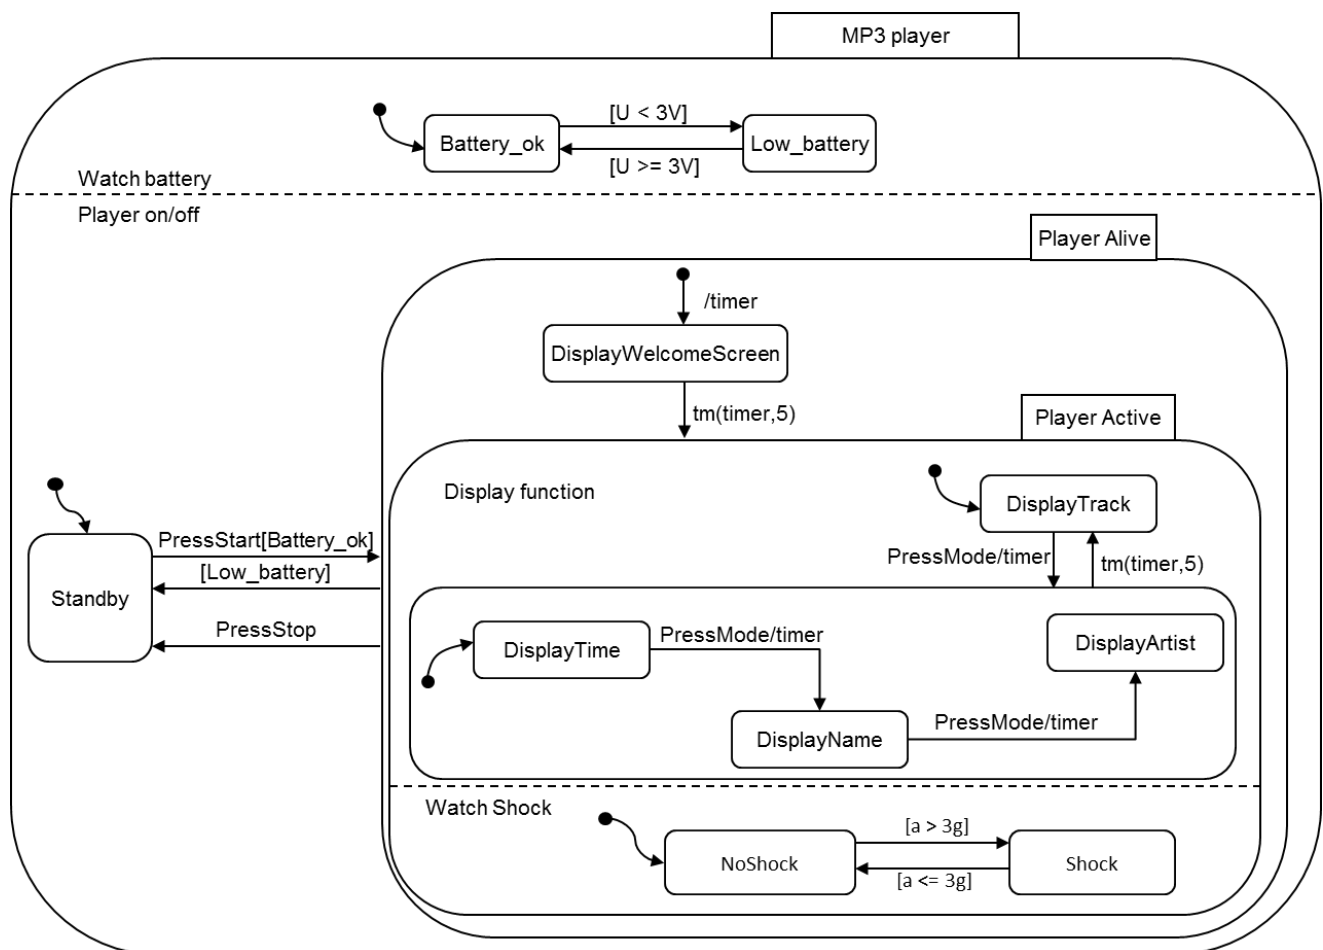 MP3 player
[U < 3V]
Battery_ok
Low_battery
[U >= 3V]
Watch battery
Player on/off
Player Alive
/timer
DisplayWelcomeScreen
tm(timer,5)
Player Active
Display function
DisplayTrack
PressStart[Battery_ok]
PressMode/timer
tm(timer,5)
[Low_battery]
Standby
PressStop
PressMode/timer
DisplayTime
DisplayArtist
PressMode/timer
DisplayName
Watch Shock
[a > 3g]
NoShock
Shock
[a <= 3g]